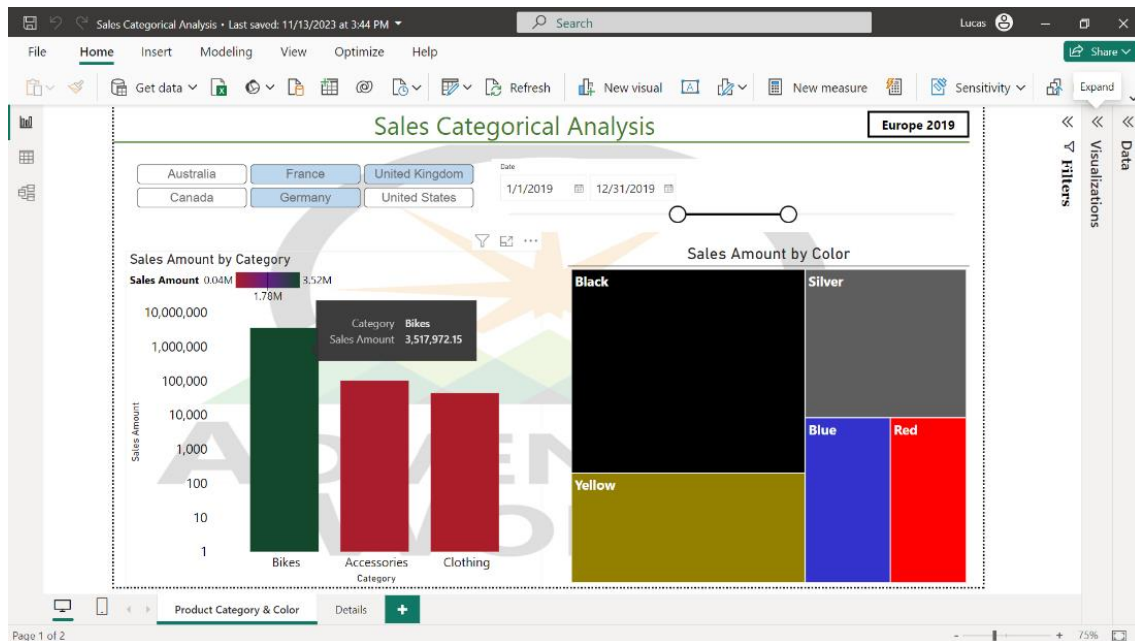 Sales Categorical Analysis • Last saved: 11/13/2023 at 3:44 PM
Search
Lucas
File Home Insert Modeling View Optimize Help
Share
Get data
Refresh
New visual
New measure
Sensitivity
Expand
Sales Categorical Analysis
Europe 2019
Australia France United Kingdom
Canada Germany United States
Date
1/1/2019 12/31/2019
Filters
Visualizations
Data
Sales Amount by Category
Sales Amount 0.04M 3.52M
1.78M
10,000,000
1,000,000
100,000
10,000
1,000
100
10
1
Sales Amount
Category Bikes
Sales Amount 3,517,972.15
Bikes Accessories Clothing
Category
Sales Amount by Color
Black
Silver
Blue
Red
Yellow
Product Category & Color Details
Page 1 of 2
75%